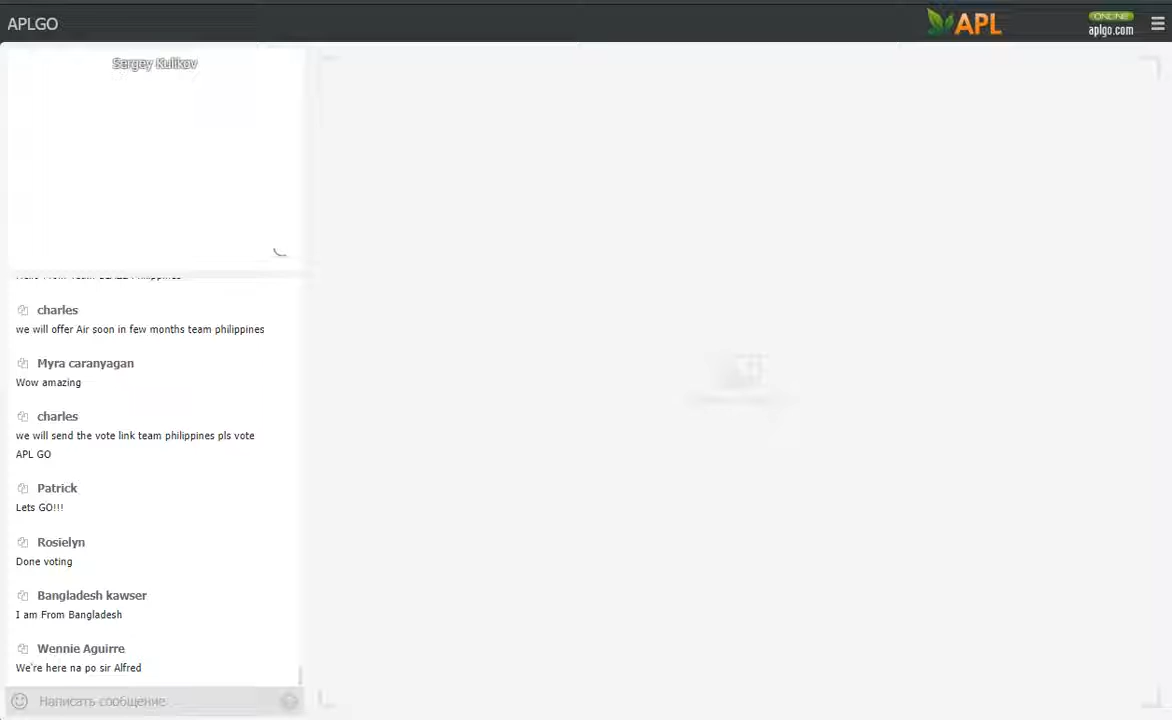 APLGO
APL
ONLINE
aplgo.com
Sergey Kulikov
charles
we will offer Air soon in few months team philippines
Myra caranyagan
Wow amazing
charles
we will send the vote link team philippines pls vote
APL GO
Patrick
Lets GO!!!
Rosielyn
Done voting
Bangladesh kawser
I am From Bangladesh
Wennie Aguirre
We're here na po sir Alfred
Написать сообщение